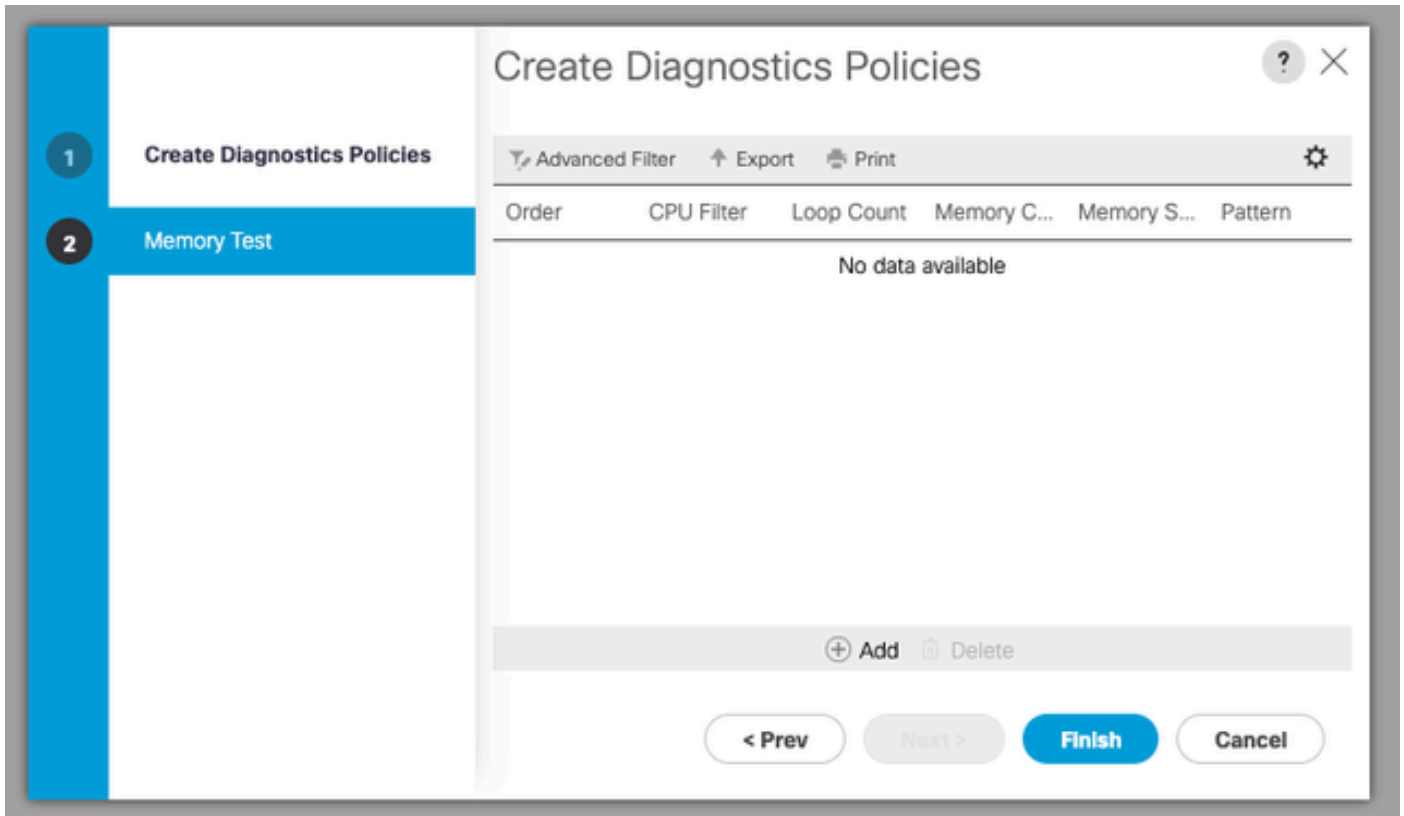 Create Diagnostics Policies
?
1 Create Diagnostics Policies
2 Memory Test
Advanced Filter Export Print
Order CPU Filter Loop Count Memory C... Memory S... Pattern
No data available
Add Delete
< Prev Next > Finish Cancel